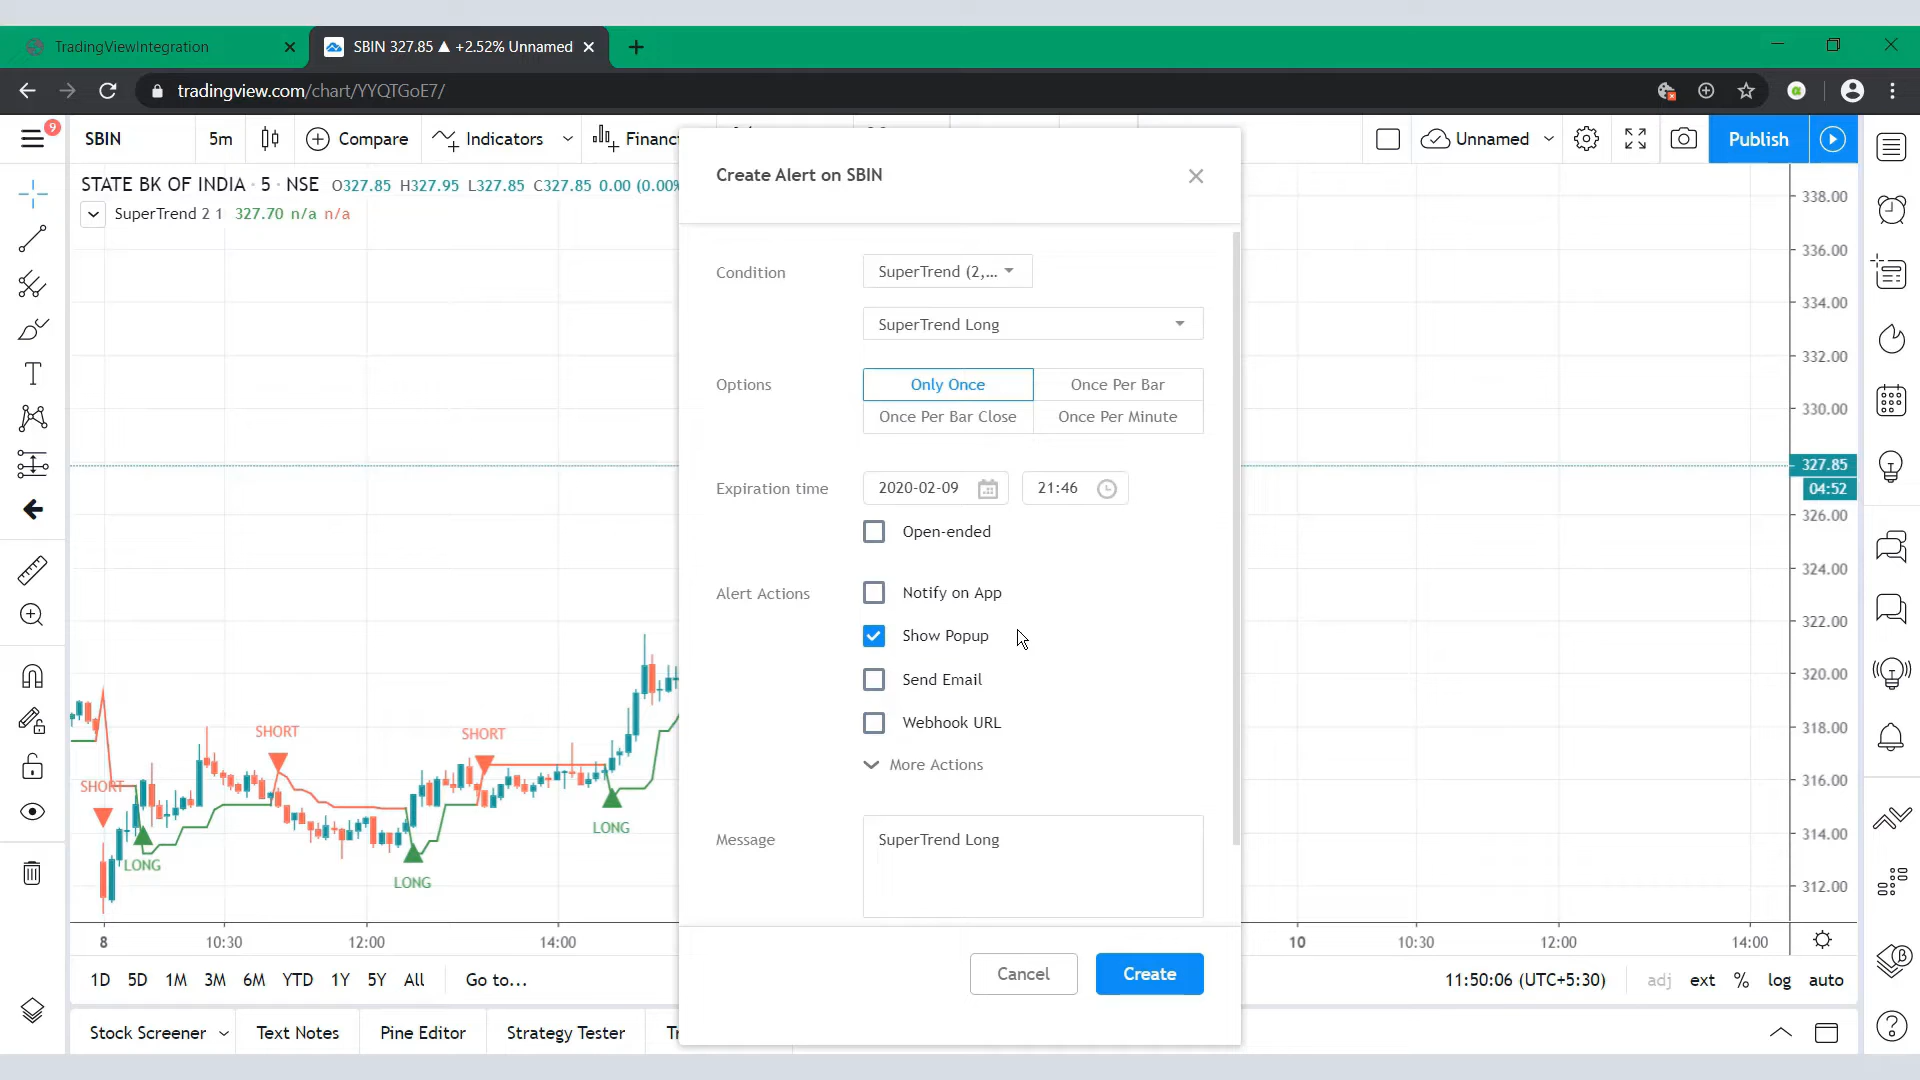 TradingViewIntegration
SBIN 327.85 ▲ +2.52% Unnamed
tradingview.com/chart/YYQTGoE7/
9
SBIN 5m Compare Indicators Unnamed Publish
STATE BK OF INDIA · 5 · NSE O327.85 H327.95 L327.85 C327.85 0.00 (0.00%
SuperTrend 2 1 327.70 n/a n/a
Create Alert on SBIN
Condition SuperTrend (2,...
SuperTrend Long
Options Only Once Once Per Bar
Once Per Bar Close Once Per Minute
Expiration time 2020-02-09 21:46
Open-ended
Alert Actions Notify on App
Show Popup
Send Email
Webhook URL
More Actions
Message SuperTrend Long
Cancel Create
338.00
336.00
334.00
332.00
330.00
327.85
04:52
326.00
324.00
322.00
320.00
318.00
316.00
314.00
312.00
SHORT
LONG
SHORT
LONG
SHORT
LONG
8 10:30 12:00 14:00 10 10:30 12:00 14:00
1D 5D 1M 3M 6M YTD 1Y 5Y All Go to... 11:50:06 (UTC+5:30) adj ext % log auto
Stock Screener Text Notes Pine Editor Strategy Tester